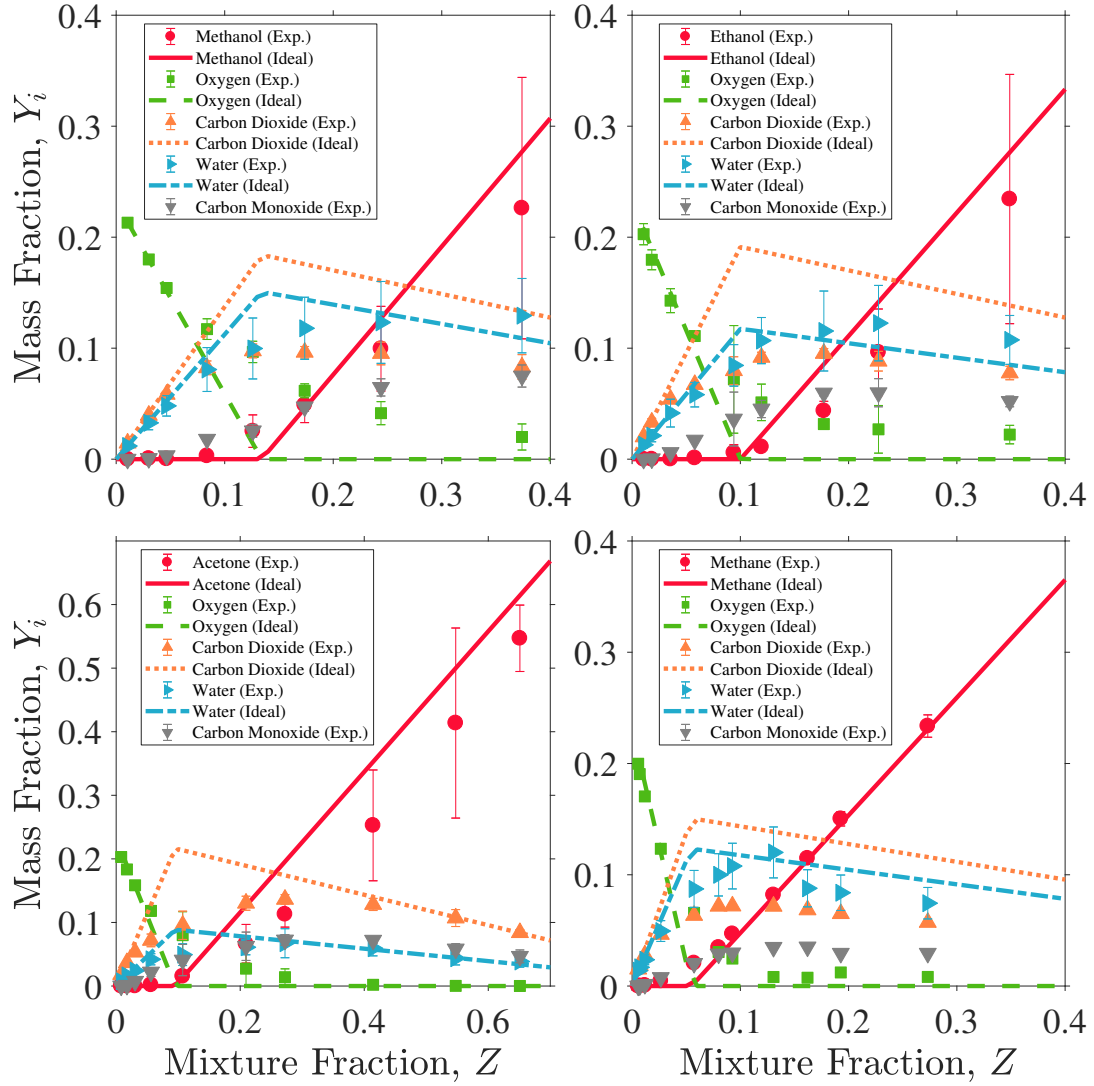 Mass Fraction, Y_i
0.4
0.3
0.2
0.1
0
Methanol (Exp.)
Methanol (Ideal)
Oxygen (Exp.)
Oxygen (Ideal)
Carbon Dioxide (Exp.)
Carbon Dioxide (Ideal)
Water (Exp.)
Water (Ideal)
Carbon Monoxide (Exp.)
0 0.1 0.2 0.3 0.4
0.4
0.3
0.2
0.1
0
Ethanol (Exp.)
Ethanol (Ideal)
Oxygen (Exp.)
Oxygen (Ideal)
Carbon Dioxide (Exp.)
Carbon Dioxide (Ideal)
Water (Exp.)
Water (Ideal)
Carbon Monoxide (Exp.)
0 0.1 0.2 0.3 0.4
Mass Fraction, Y_i
0.6
0.5
0.4
0.3
0.2
0.1
0
Acetone (Exp.)
Acetone (Ideal)
Oxygen (Exp.)
Oxygen (Ideal)
Carbon Dioxide (Exp.)
Carbon Dioxide (Ideal)
Water (Exp.)
Water (Ideal)
Carbon Monoxide (Exp.)
0 0.2 0.4 0.6
Mixture Fraction, Z
0.4
0.3
0.2
0.1
0
Methane (Exp.)
Methane (Ideal)
Oxygen (Exp.)
Oxygen (Ideal)
Carbon Dioxide (Exp.)
Carbon Dioxide (Ideal)
Water (Exp.)
Water (Ideal)
Carbon Monoxide (Exp.)
0 0.1 0.2 0.3 0.4
Mixture Fraction, Z